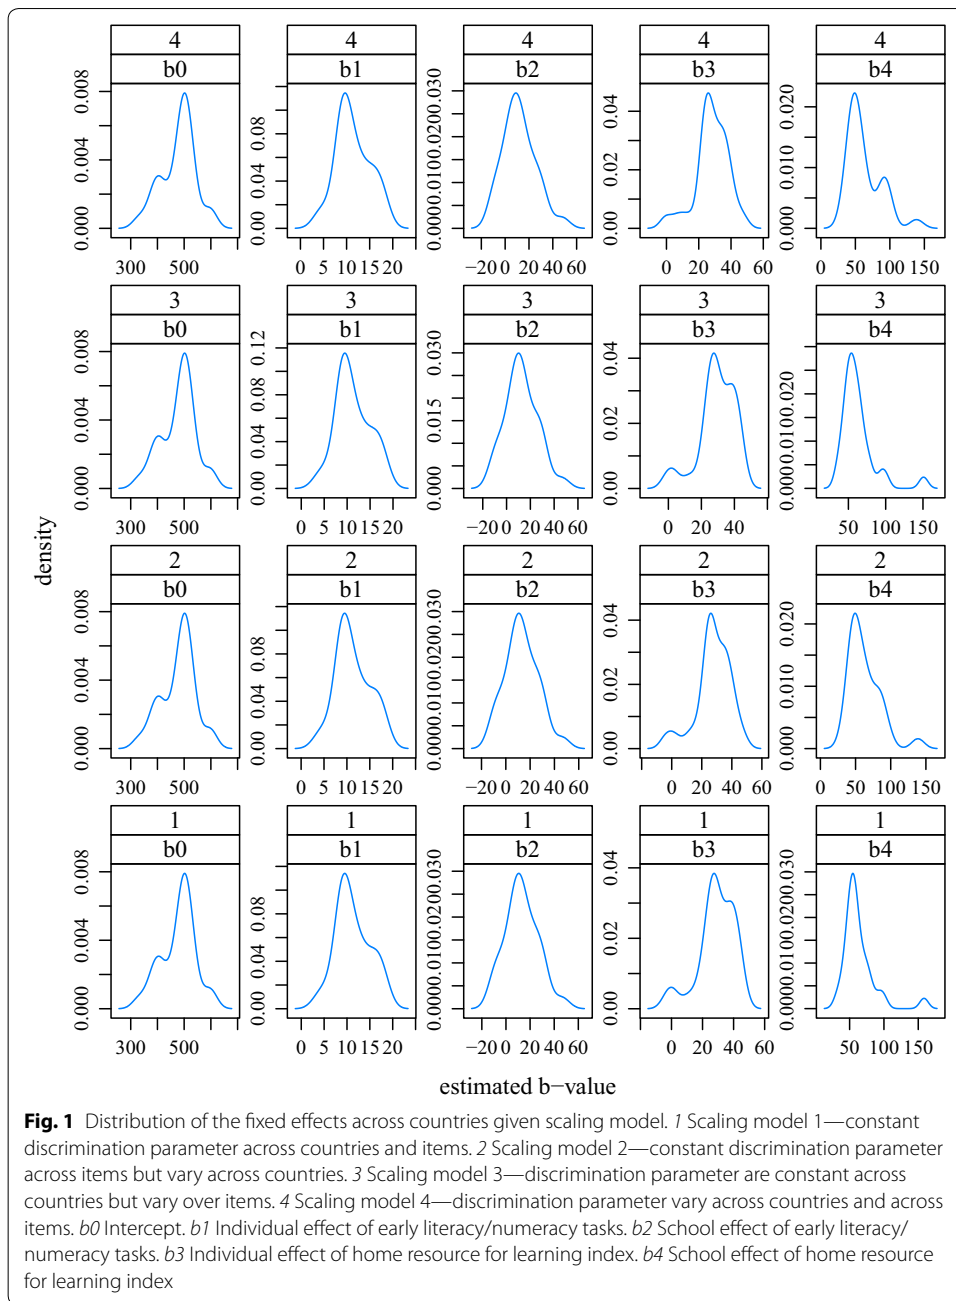 4 4 4 4 4
b0 b1 b2 b3 b4
0.000 0.004 0.008
0.00 0.04 0.08
0.000 0.010 0.020 0.030
0.00 0.02 0.04
0.000 0.010 0.020
300 500
0 5 10 15 20
−20 0 20 40 60
0 20 40 60
0 50 100 150
3 3 3 3 3
b0 b1 b2 b3 b4
0.000 0.004 0.008
0.00 0.04 0.08 0.12
0.000 0.015 0.030
0.00 0.02 0.04
0.000 0.010 0.020
300 500
0 5 10 15 20
−20 0 20 40 60
0 20 40
50 100 150
density
2 2 2 2 2
b0 b1 b2 b3 b4
0.000 0.004 0.008
0.00 0.04 0.08
0.000 0.010 0.020 0.030
0.00 0.02 0.04
0.000 0.010 0.020
300 500
0 5 10 15 20
−20 0 20 40 60
0 20 40 60
0 50 100 150
1 1 1 1 1
b0 b1 b2 b3 b4
0.000 0.004 0.008
0.00 0.04 0.08
0.000 0.010 0.020 0.030
0.00 0.02 0.04
0.000 0.010 0.020 0.030
300 500
0 5 10 15 20
−20 0 20 40 60
0 20 40 60
50 100 150
estimated b−value
Fig. 1 Distribution of the fixed effects across countries given scaling model. 1 Scaling model 1—constant
discrimination parameter across countries and items. 2 Scaling model 2—constant discrimination parameter
across items but vary across countries. 3 Scaling model 3—discrimination parameter are constant across
countries but vary over items. 4 Scaling model 4—discrimination parameter vary across countries and across
items. b0 Intercept. b1 Individual effect of early literacy/numeracy tasks. b2 School effect of early literacy/
numeracy tasks. b3 Individual effect of home resource for learning index. b4 School effect of home resource
for learning index